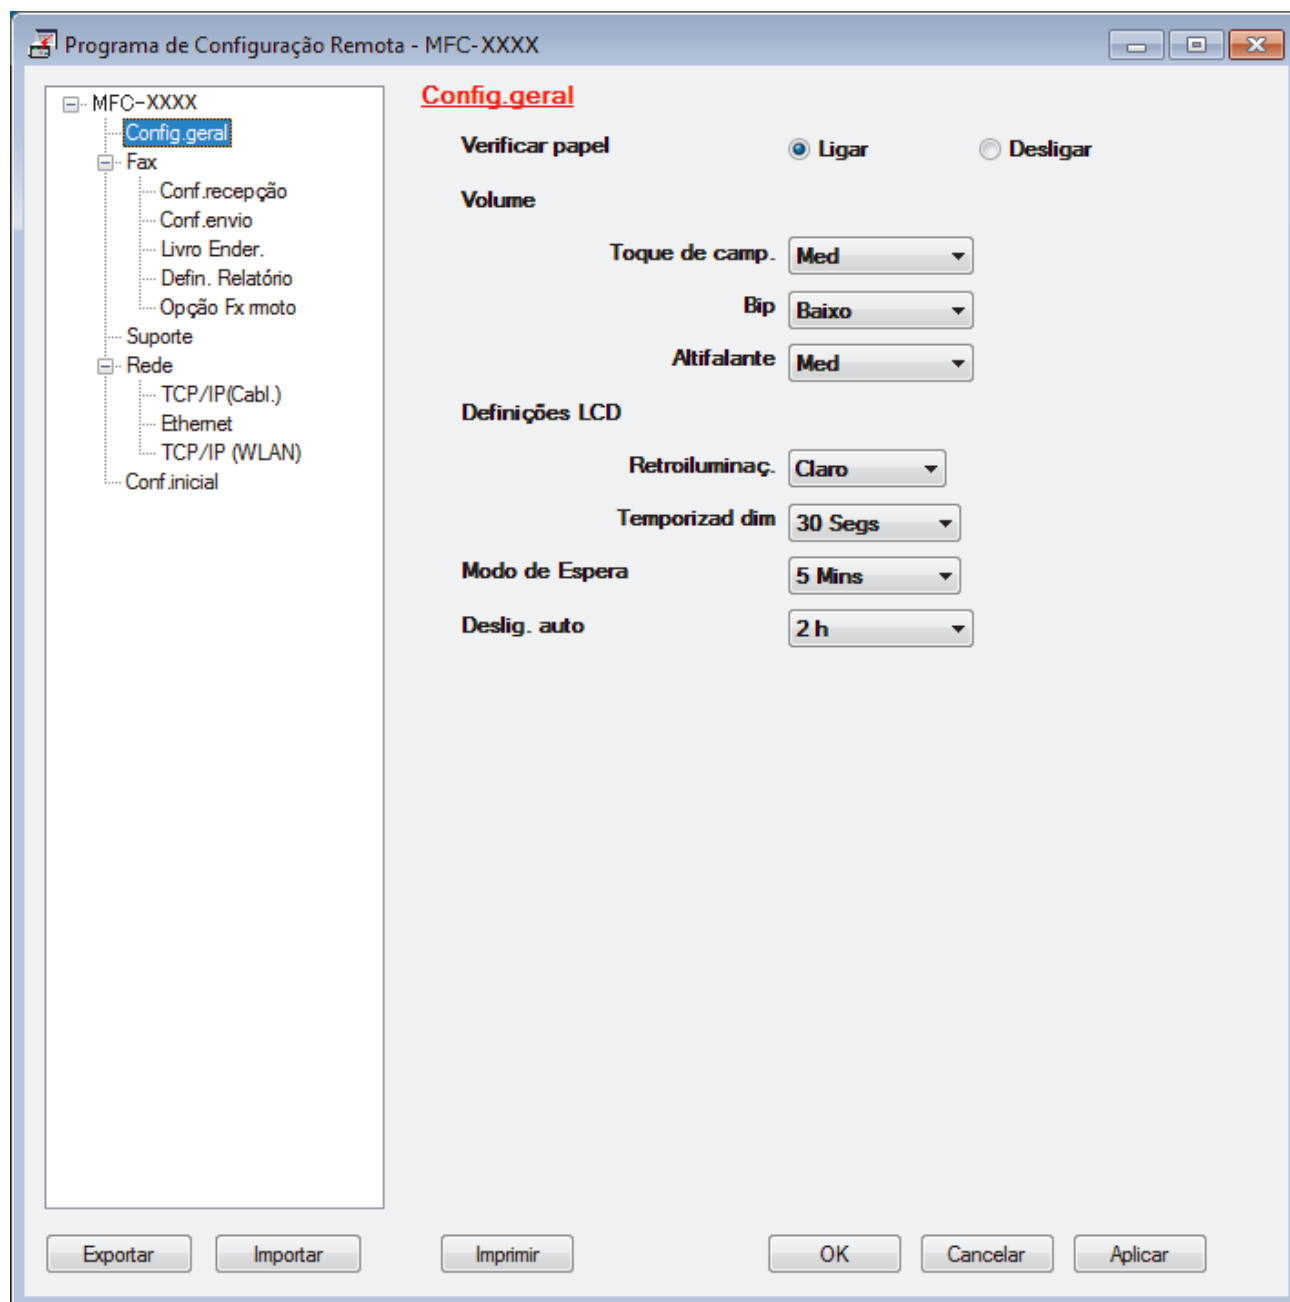 Programa de Configuração Remota - MFC-XXXX
MFC-XXXX
Config.geral
Fax
Conf.recepção
Conf.envio
Livro Ender.
Defin. Relatório
Opção Fx rmoto
Suporte
Rede
TCP/IP(Cabl.)
Ethernet
TCP/IP (WLAN)
Conf.inicial
Config.geral
Verificar papel Ligar Desligar
Volume
Toque de camp. Med
Bip Baixo
Altifalante Med
Definições LCD
Retroiluminaç. Claro
Temporizad dim 30 Segs
Modo de Espera 5 Mins
Deslig. auto 2 h
Exportar Importar Imprimir OK Cancelar Aplicar